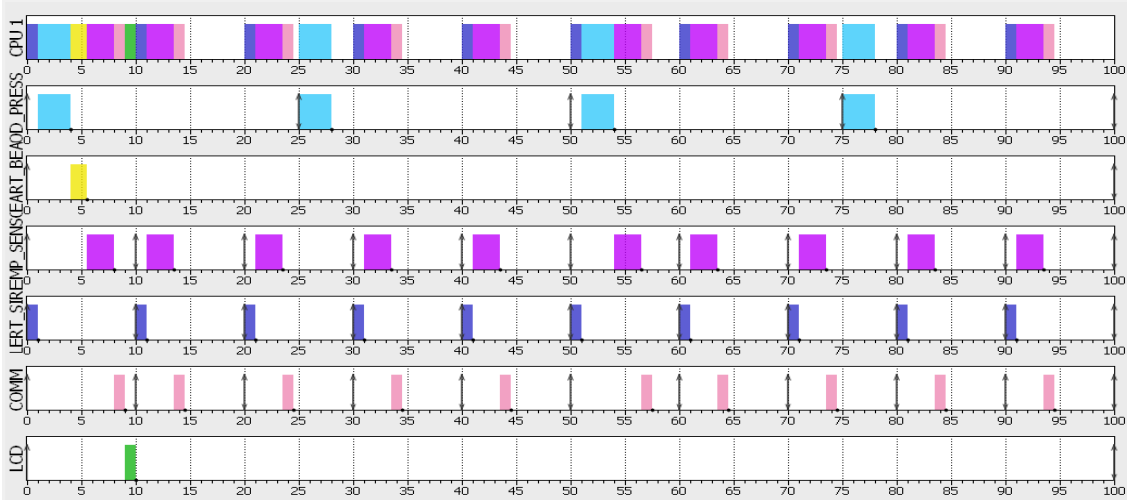 CPU 1
0 5 10 15 20 25 30 35 40 45 50 55 60 65 70 75 80 85 90 95 100
OD_PRESS
0 5 10 15 20 25 30 35 40 45 50 55 60 65 70 75 80 85 90 95 100
EART_BEA
0 5 10 15 20 25 30 35 40 45 50 55 60 65 70 75 80 85 90 95 100
EMP_SENS
0 5 10 15 20 25 30 35 40 45 50 55 60 65 70 75 80 85 90 95 100
LERT_SIR
0 5 10 15 20 25 30 35 40 45 50 55 60 65 70 75 80 85 90 95 100
COMM
0 5 10 15 20 25 30 35 40 45 50 55 60 65 70 75 80 85 90 95 100
LCD
0 5 10 15 20 25 30 35 40 45 50 55 60 65 70 75 80 85 90 95 100